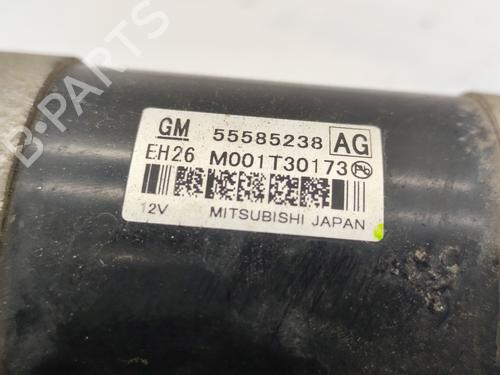 GM 55585238 AG
EH26 M001T30173
12V MITSUBISHI JAPAN
B-PARTS